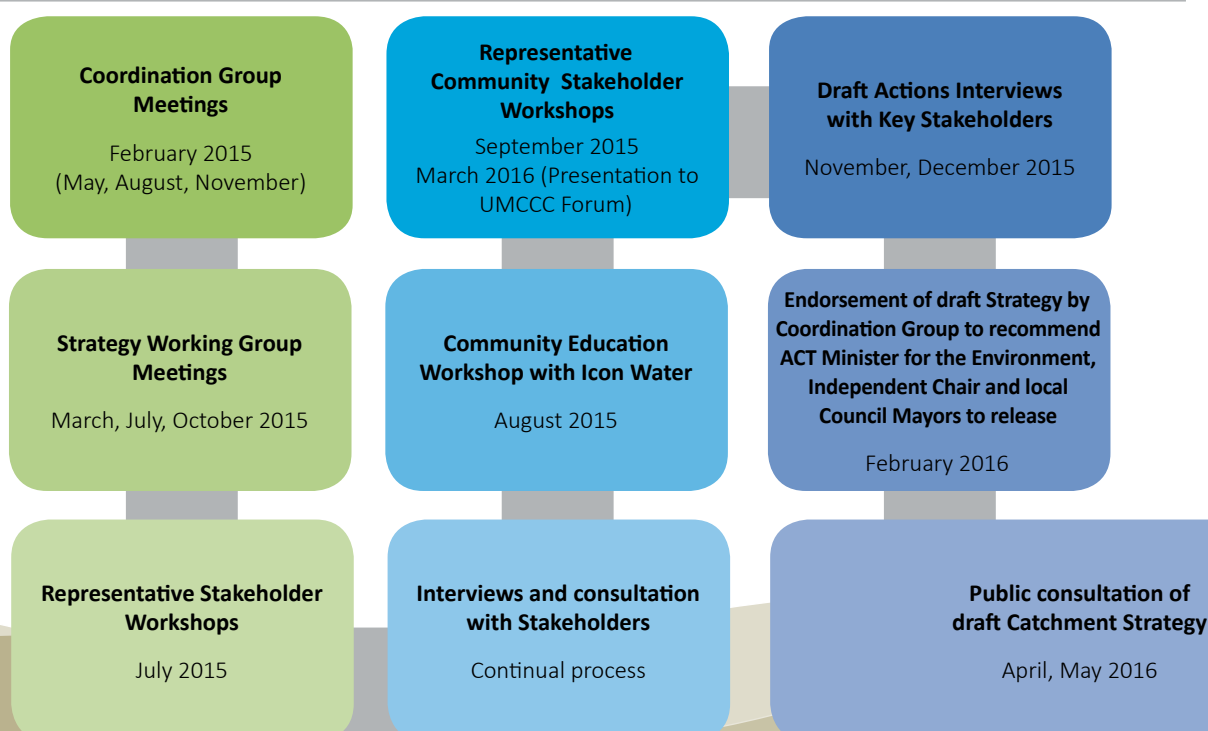 Coordination Group
Meetings
February 2015
(May, August, November)
Strategy Working Group
Meetings
March, July, October 2015
Representative Stakeholder
Workshops
July 2015
Representative
Community Stakeholder
Workshops
September 2015
March 2016 (Presentation to
UMCCC Forum)
Community Education
Workshop with Icon Water
August 2015
Interviews and consultation
with Stakeholders
Continual process
Draft Actions Interviews
with Key Stakeholders
November, December 2015
Endorsement of draft Strategy by
Coordination Group to recommend
ACT Minister for the Environment,
Independent Chair and local
Council Mayors to release
February 2016
Public consultation of
draft Catchment Strategy
April, May 2016